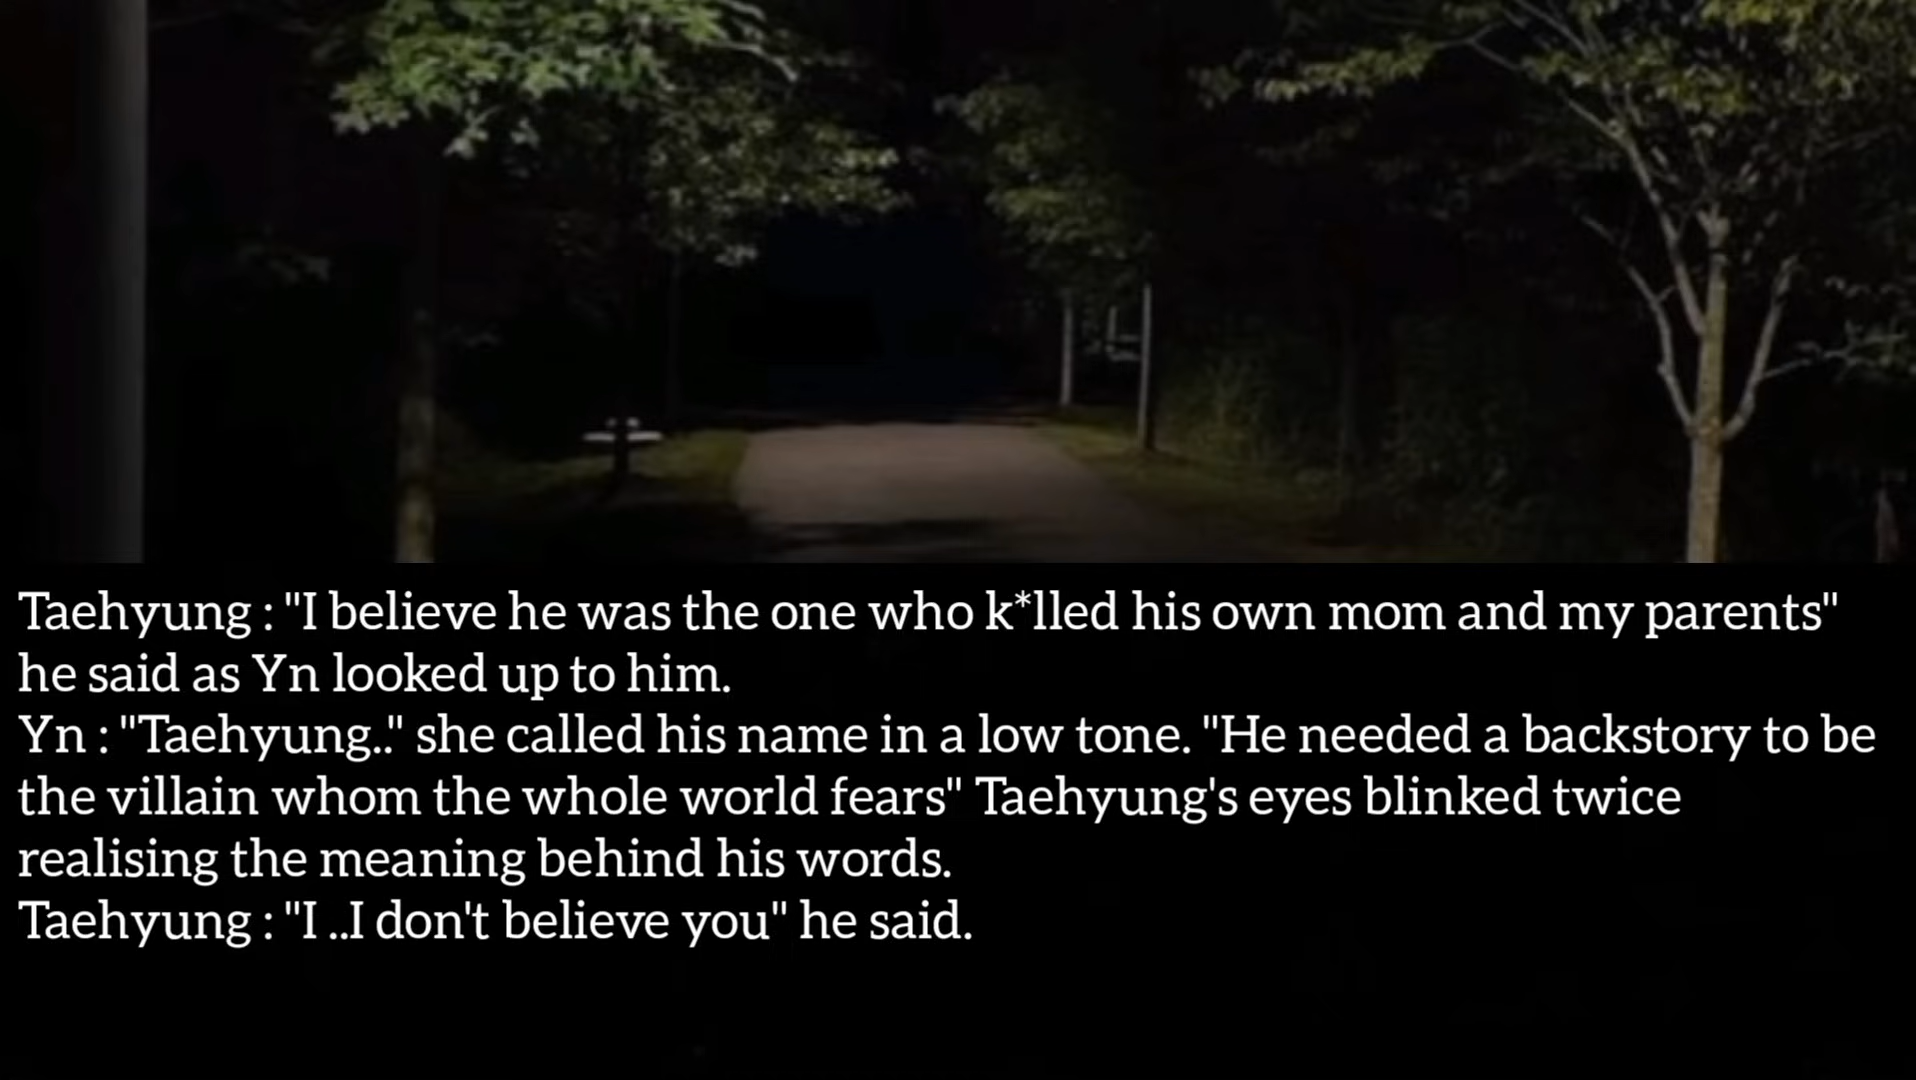 Taehyung : "I believe he was the one who k*lled his own mom and my parents"
he said as Yn looked up to him.
Yn : "Taehyung.." she called his name in a low tone. "He needed a backstory to be
the villain whom the whole world fears" Taehyung's eyes blinked twice
realising the meaning behind his words.
Taehyung : "I ..I don't believe you" he said.